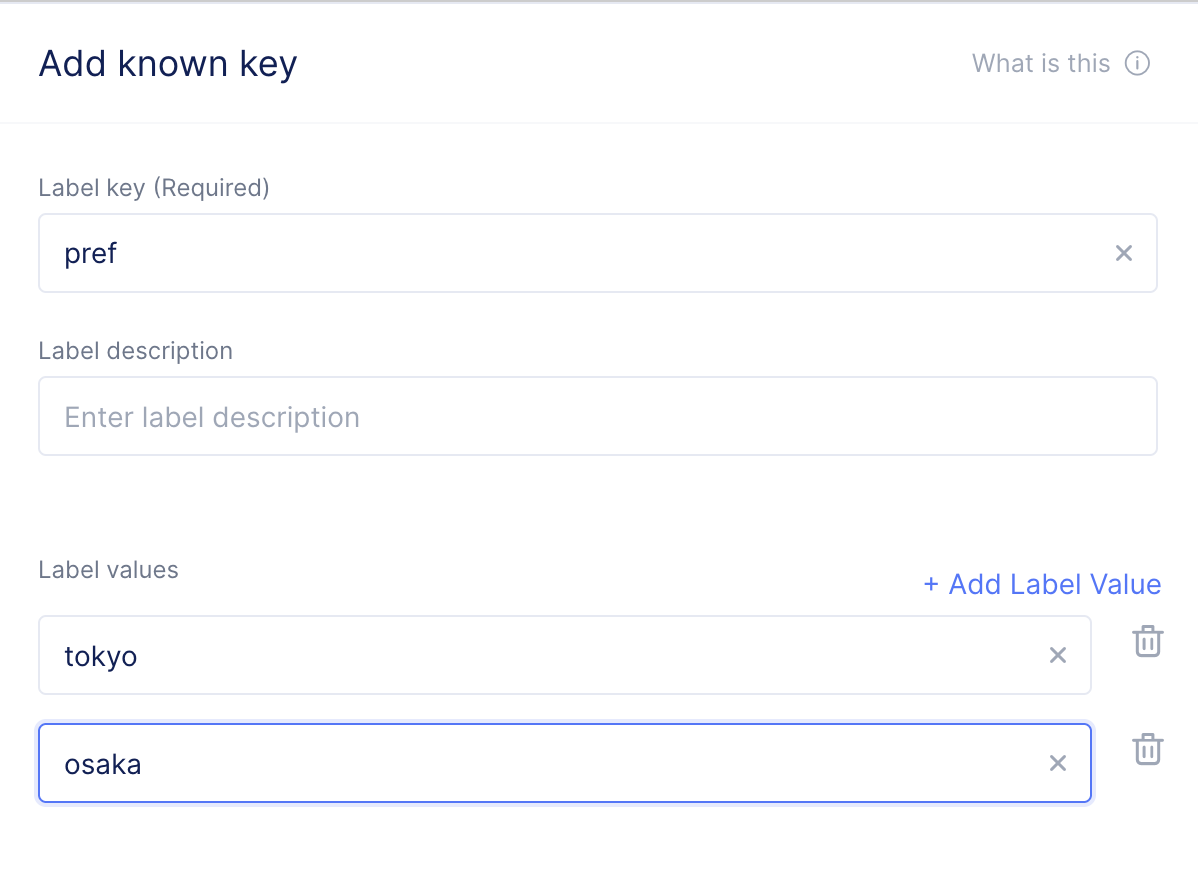 Add known key
What is this
Label key (Required)
pref
Label description
Enter label description
Label values
+ Add Label Value
tokyo
osaka